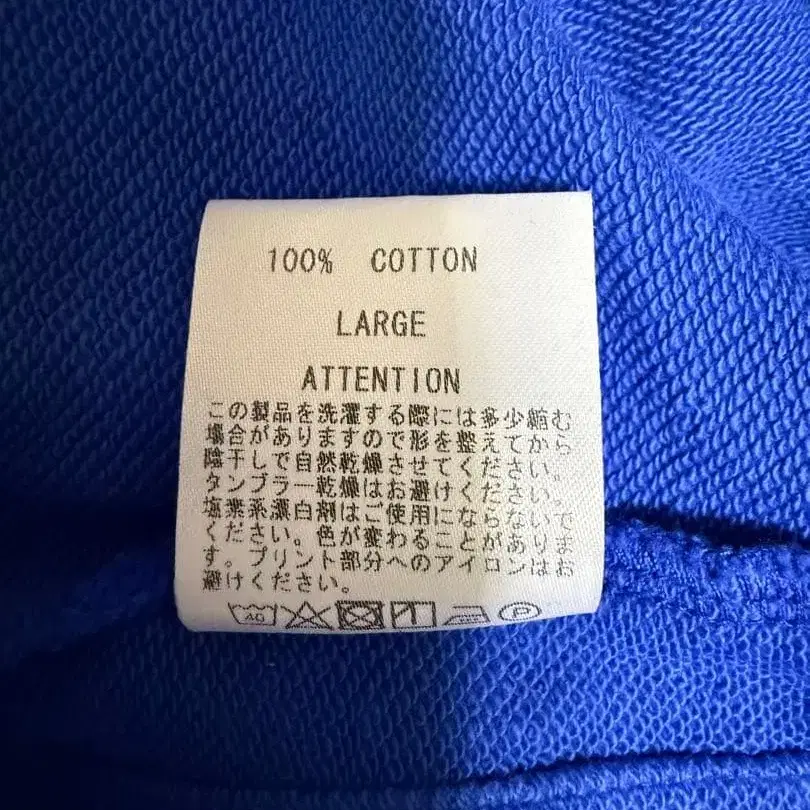 100% COTTON
LARGE
ATTENTION
この製品を洗濯する際には多少縮む
場合がありますので形を整えてから
陰干しで自然乾燥させてください。
タンブラー乾燥はお避けください。
塩素系漂白剤はご使用にならないで
ください。色が変わることがありま
す。プリント部分へのアイロンはお
避けください。
40 P